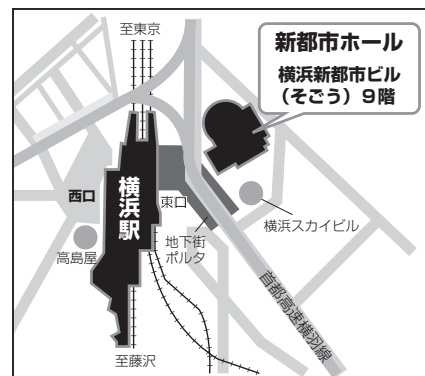 至東京
新都市ホール
横浜新都市ビル
（そごう）９階
西口
横浜駅
東口
高島屋
地下街
ポルタ
横浜スカイビル
首都高速横羽線
至藤沢